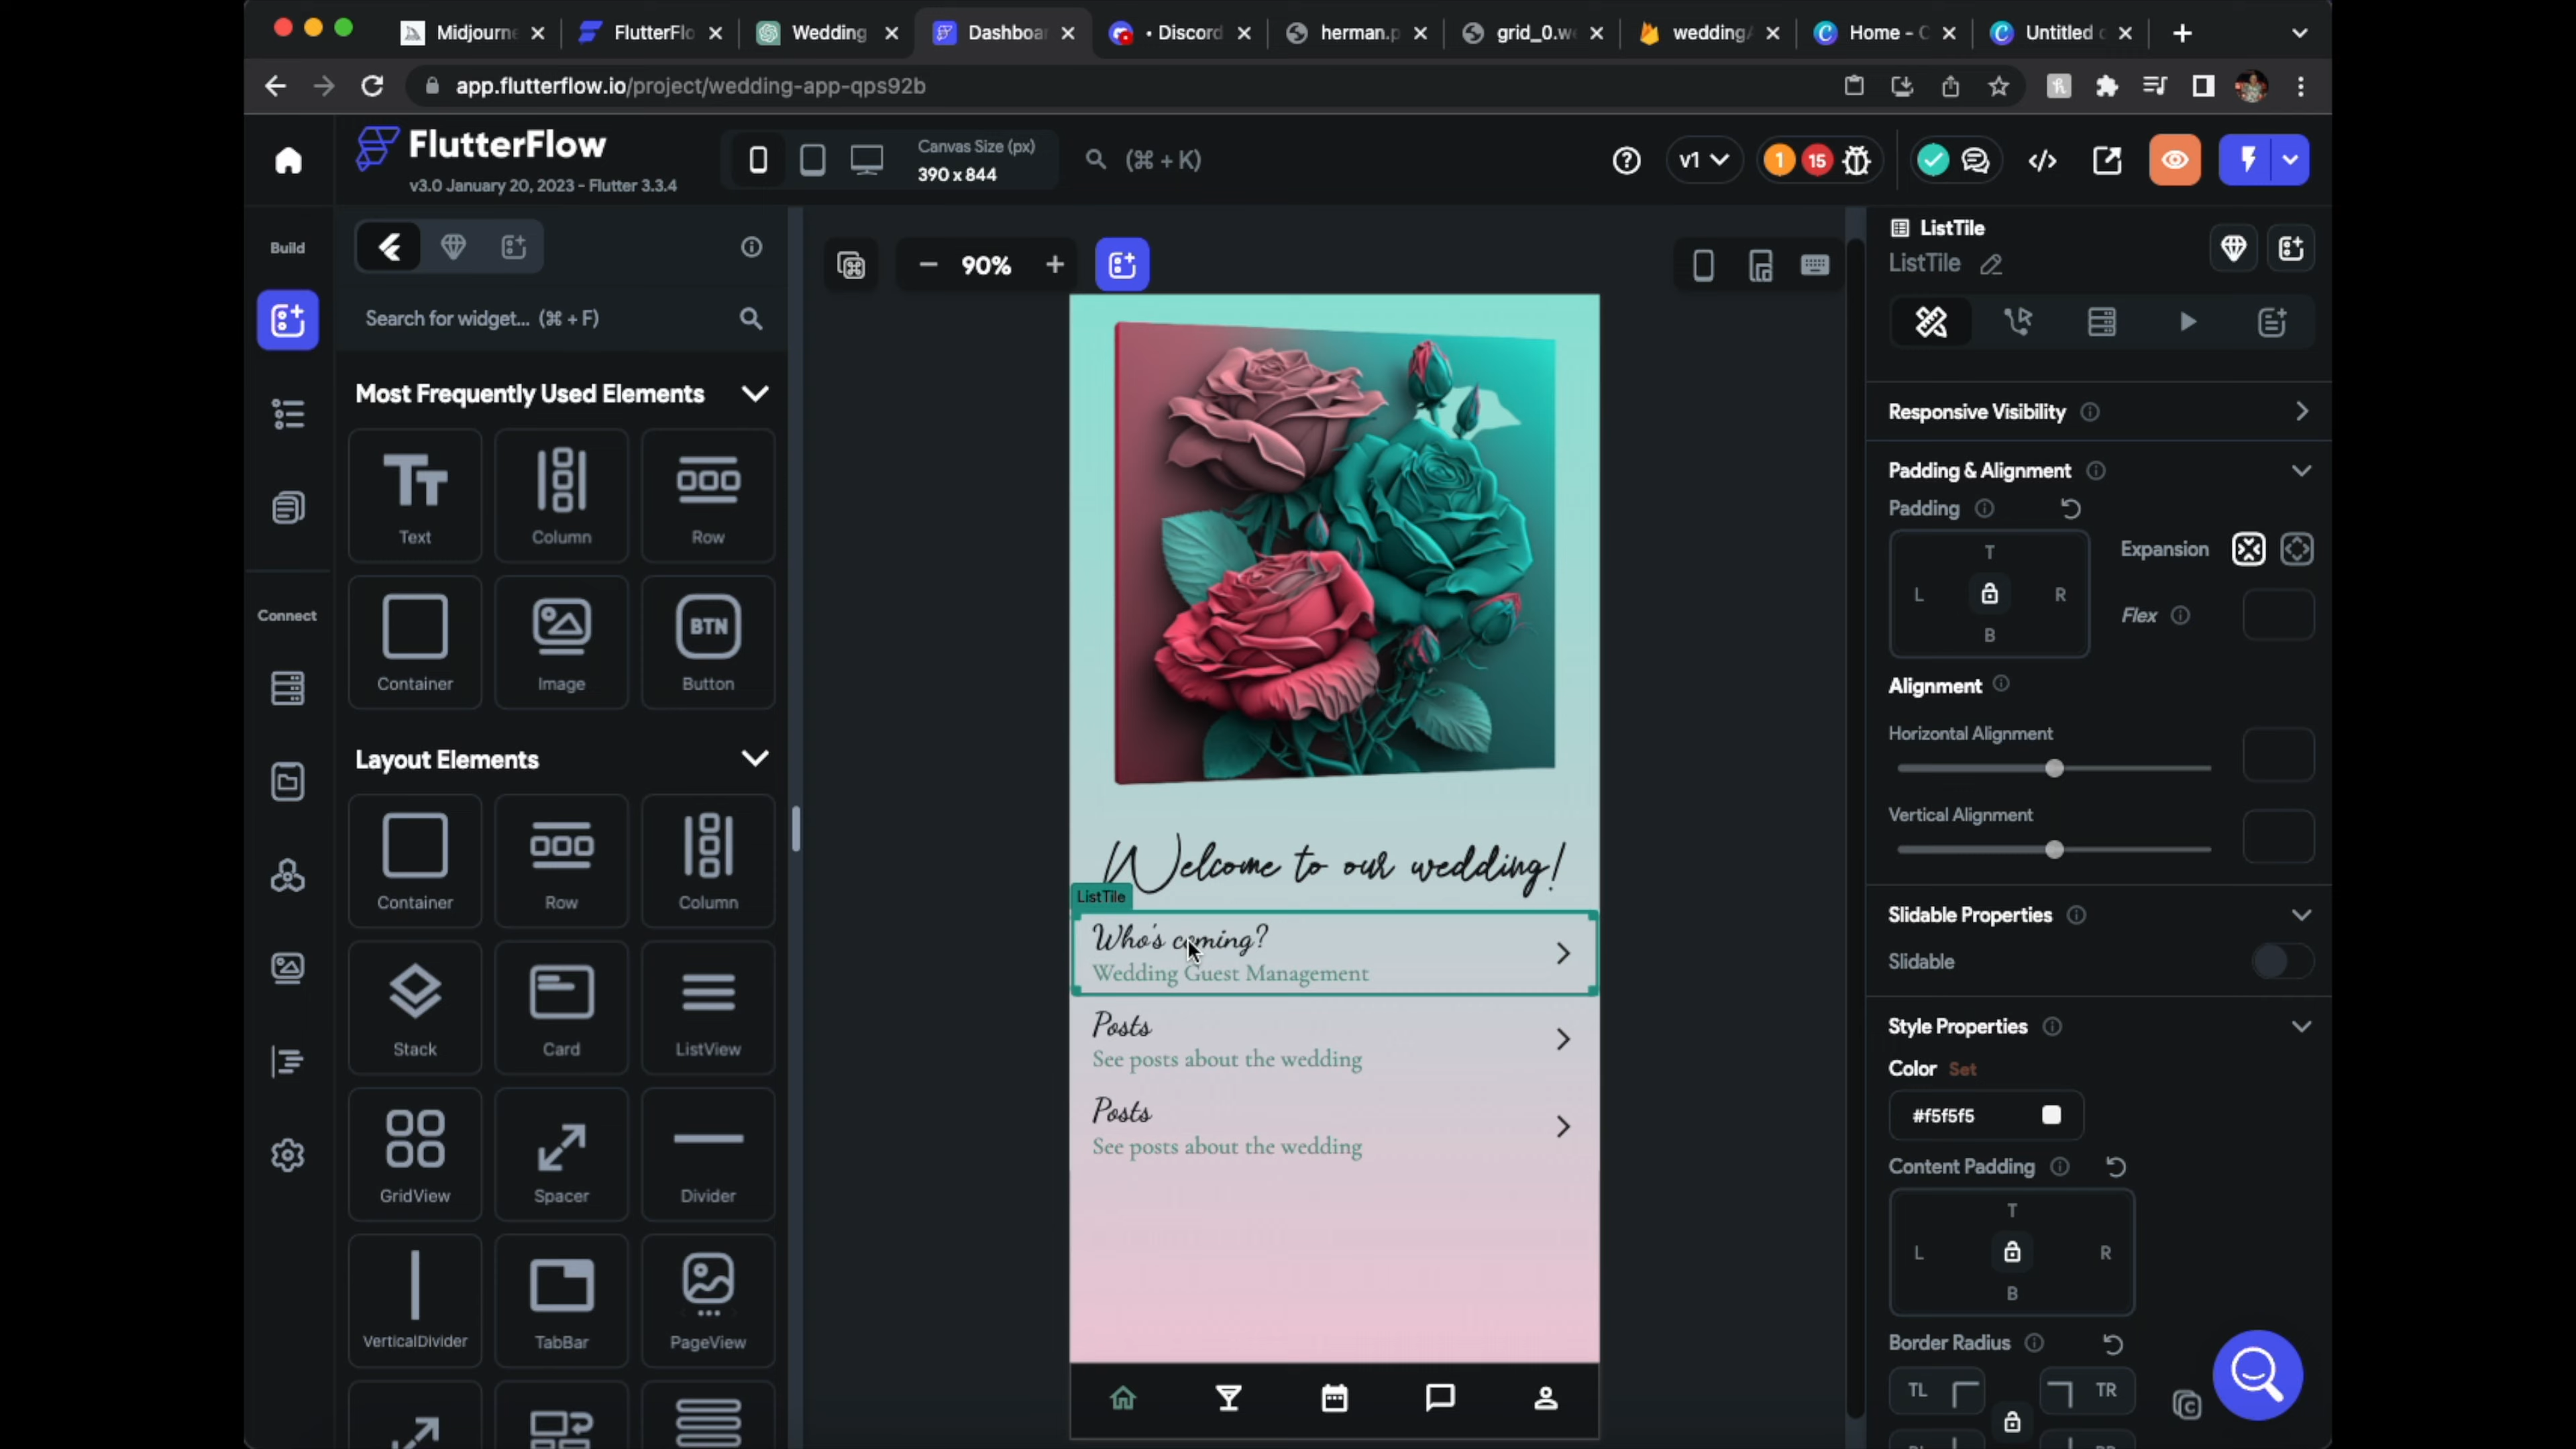 Midjourne
FlutterFlo
Wedding
Dashboar
• Discord
herman.p
grid_0.we
wedding
Home - C
Untitled d
app.flutterflow.io/project/wedding-app-qps92b
FlutterFlow
v3.0 January 20, 2023 - Flutter 3.3.4
Canvas Size (px)
390 x 844
(⌘ + K)
v1
1
15
Build
Search for widget... (⌘ + F)
Most Frequently Used Elements
Text
Column
Row
Container
Image
BTN
Button
Layout Elements
Container
Row
Column
Stack
Card
ListView
GridView
Spacer
Divider
VerticalDivider
TabBar
PageView
Connect
90%
Welcome to our wedding!
ListTile
Who's coming?
Wedding Guest Management
Posts
See posts about the wedding
Posts
See posts about the wedding
ListTile
ListTile
Responsive Visibility
Padding & Alignment
Padding
T
L
R
B
Expansion
Flex
Alignment
Horizontal Alignment
Vertical Alignment
Slidable Properties
Slidable
Style Properties
Color Set
#f5f5f5
Content Padding
T
L
R
B
Border Radius
TL
TR